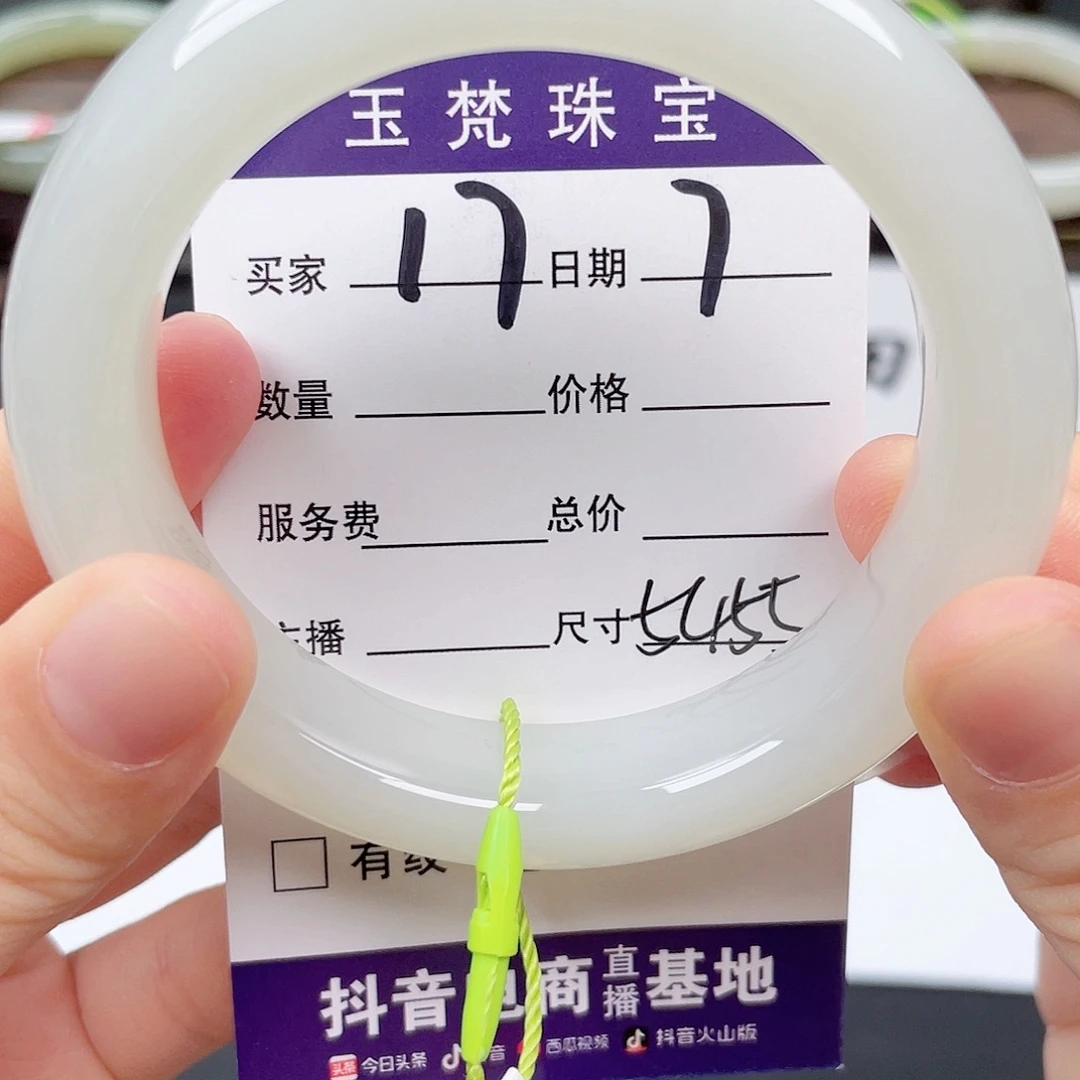 玉梵珠宝
买家 17 日期 7
数量 价格
服务费 总价
播 尺寸
有纹
抖音电商直播基地
今日头条 音 西瓜视频 抖音火山版